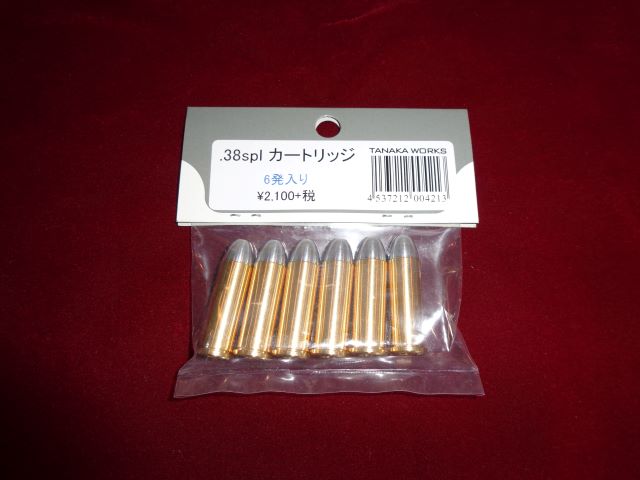 .38spl カートリッジ
TANAKA WORKS
6発入り
¥2,100+税
4 537212 004213